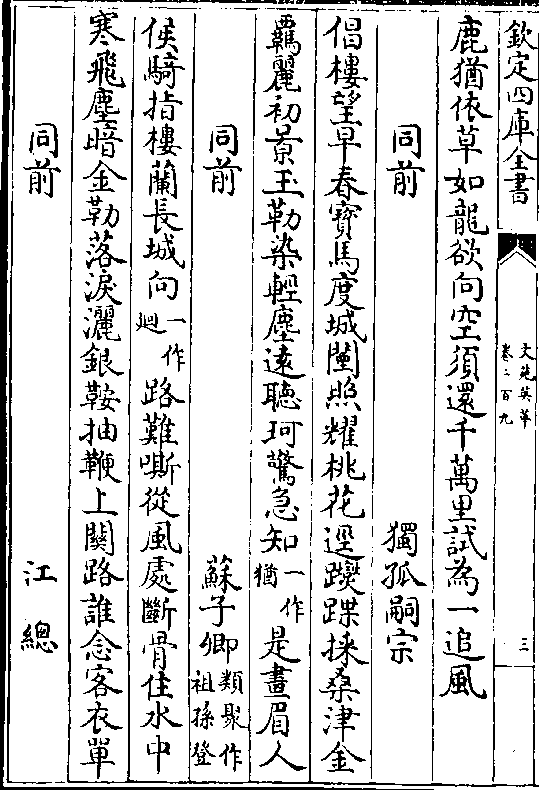 欽定四庫全書
文苑英華
卷二百九
三
鹿猶依草如龍欲向空須還千萬里試為一追風
同前
獨孤嗣宗
倡樓望早春寶馬度城闉照耀桃花逕蹀踥採桑津金
羈麗初景玉勒染輕塵遠聽珂驚急知一作猶是畫眉人
同前
蘇子卿類聚作祖孫登
侯騎指樓蘭長城向一作迴路難嘶從風處斷骨住水中
寒飛塵暗金勒落淚灑銀鞍抽鞭上關路誰念客衣單
同前
江總